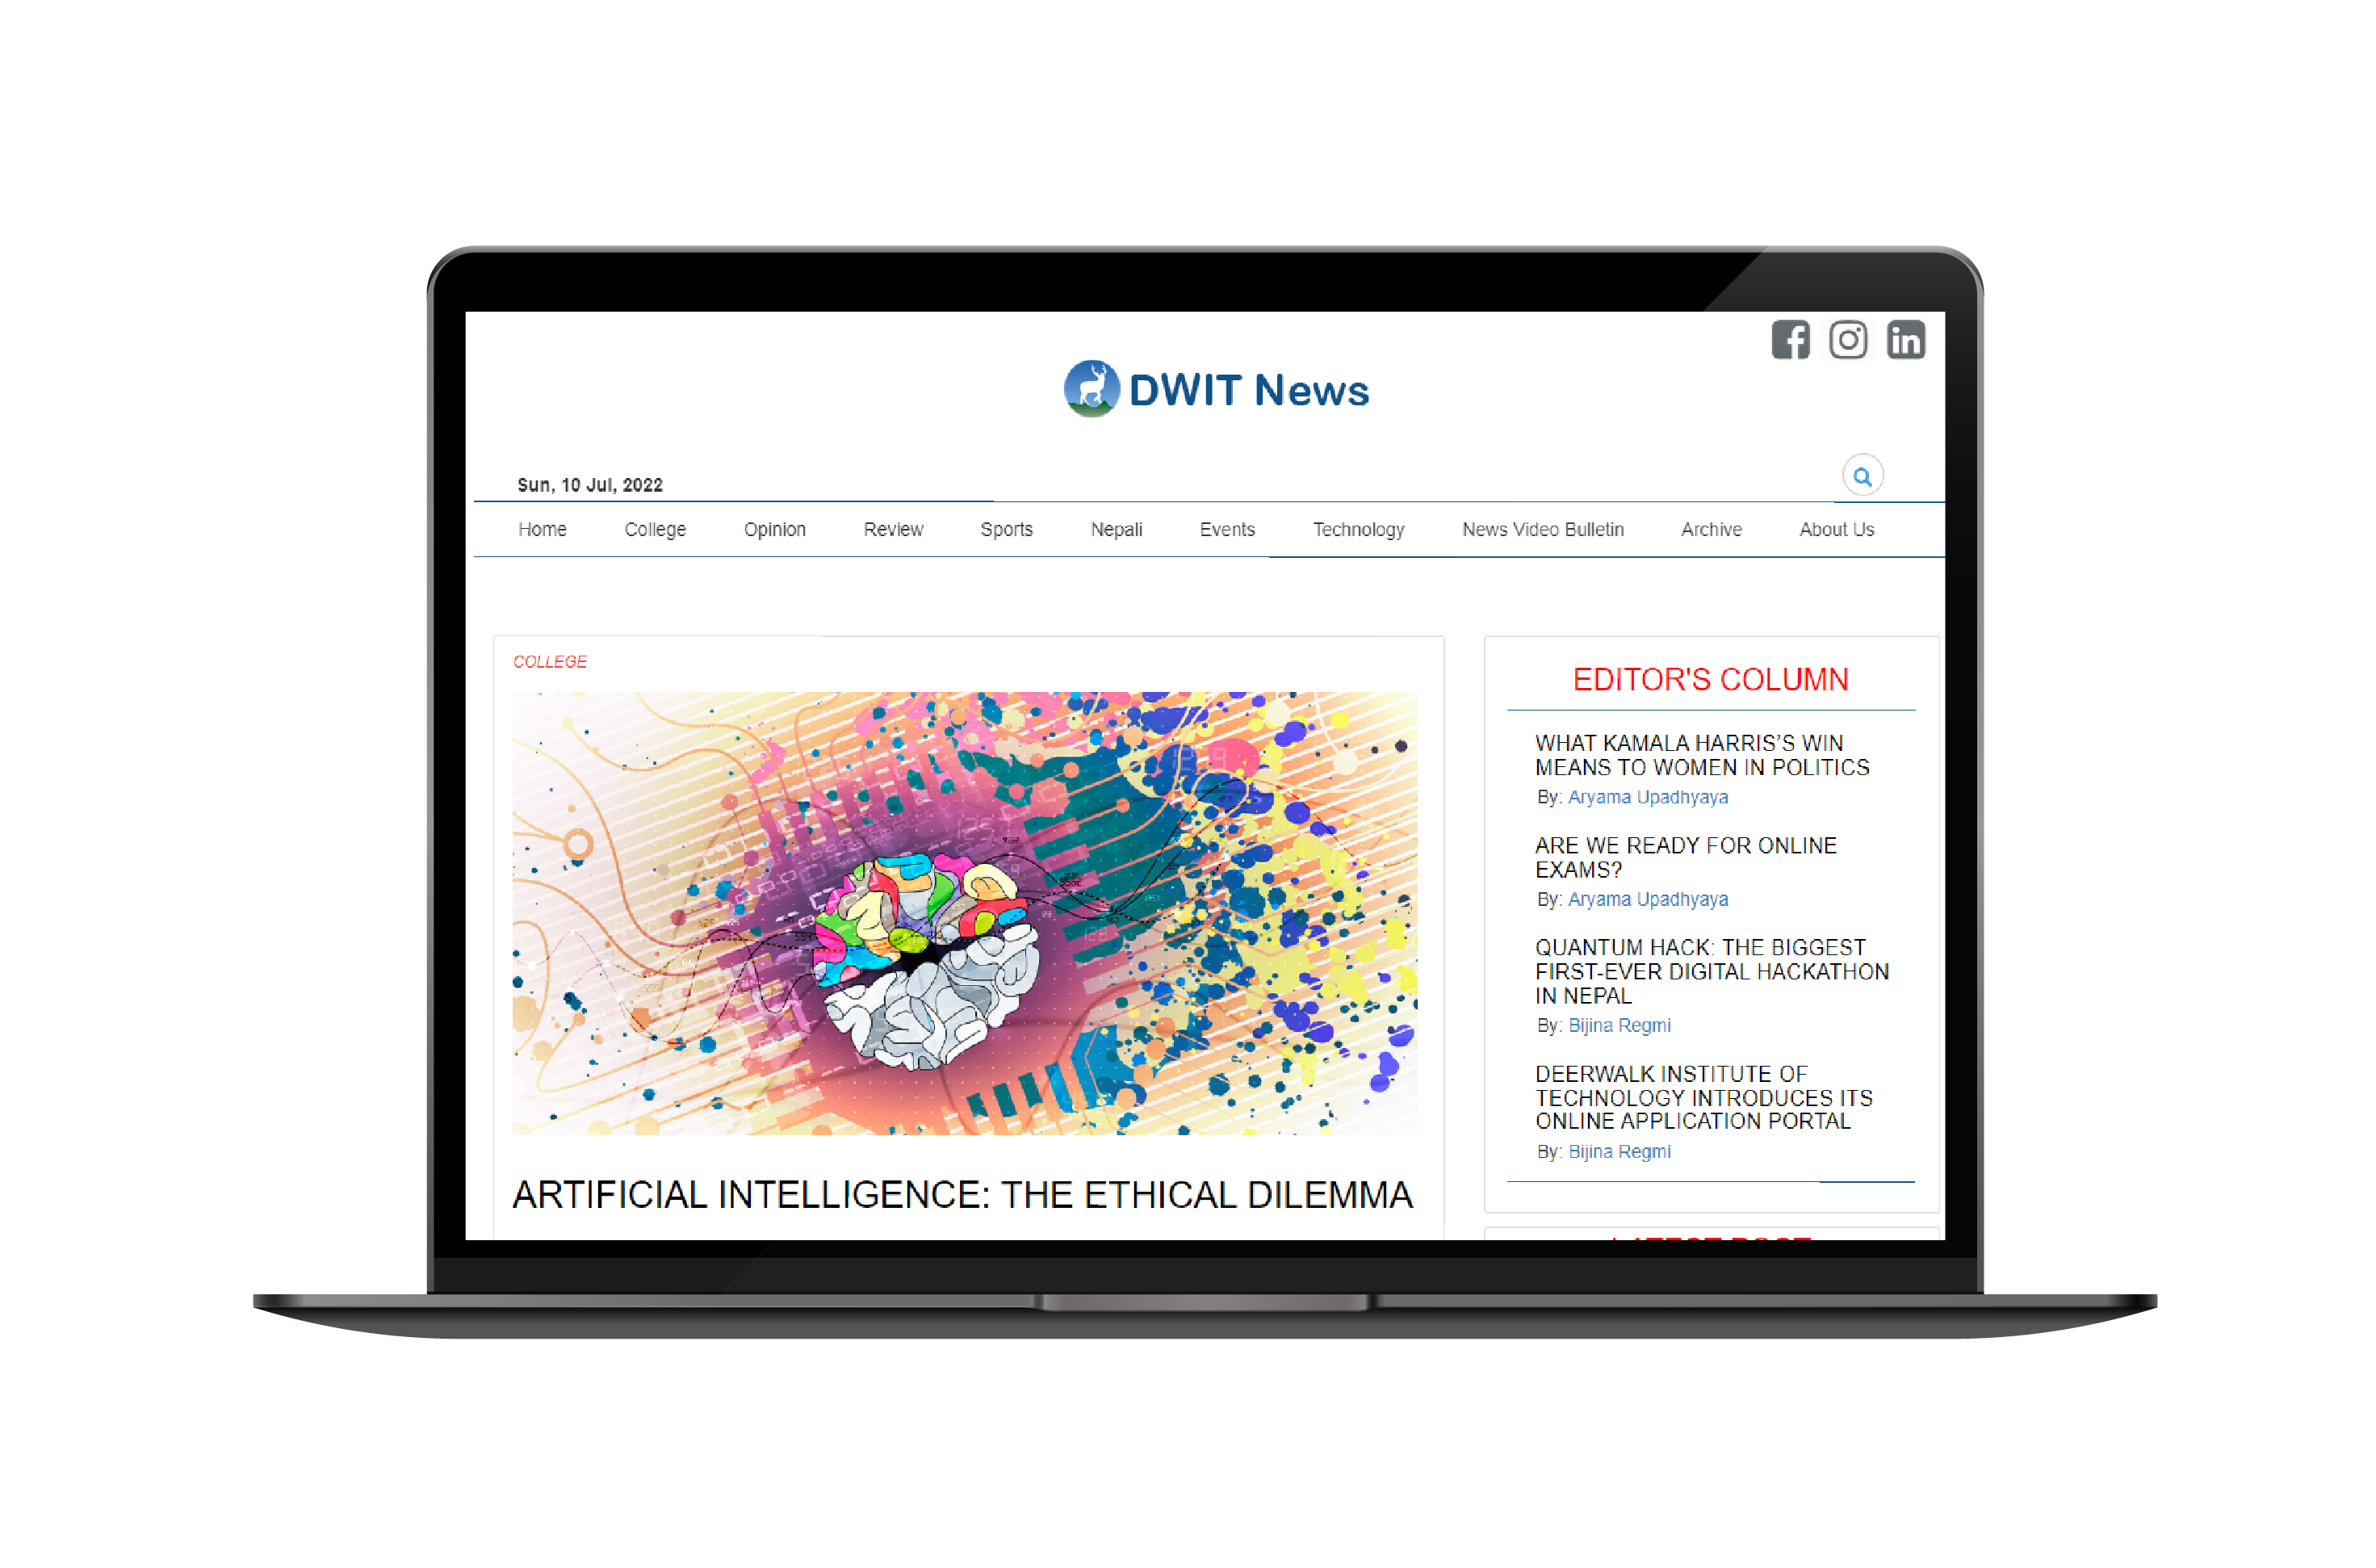 DWIT News
Sun, 10 Jul, 2022
Home College Opinion Review Sports Nepali Events Technology News Video Bulletin Archive About Us
COLLEGE
ARTIFICIAL INTELLIGENCE: THE ETHICAL DILEMMA
EDITOR'S COLUMN
WHAT KAMALA HARRIS’S WIN
MEANS TO WOMEN IN POLITICS
By: Aryama Upadhyaya
ARE WE READY FOR ONLINE
EXAMS?
By: Aryama Upadhyaya
QUANTUM HACK: THE BIGGEST
FIRST-EVER DIGITAL HACKATHON
IN NEPAL
By: Bijina Regmi
DEERWALK INSTITUTE OF
TECHNOLOGY INTRODUCES ITS
ONLINE APPLICATION PORTAL
By: Bijina Regmi